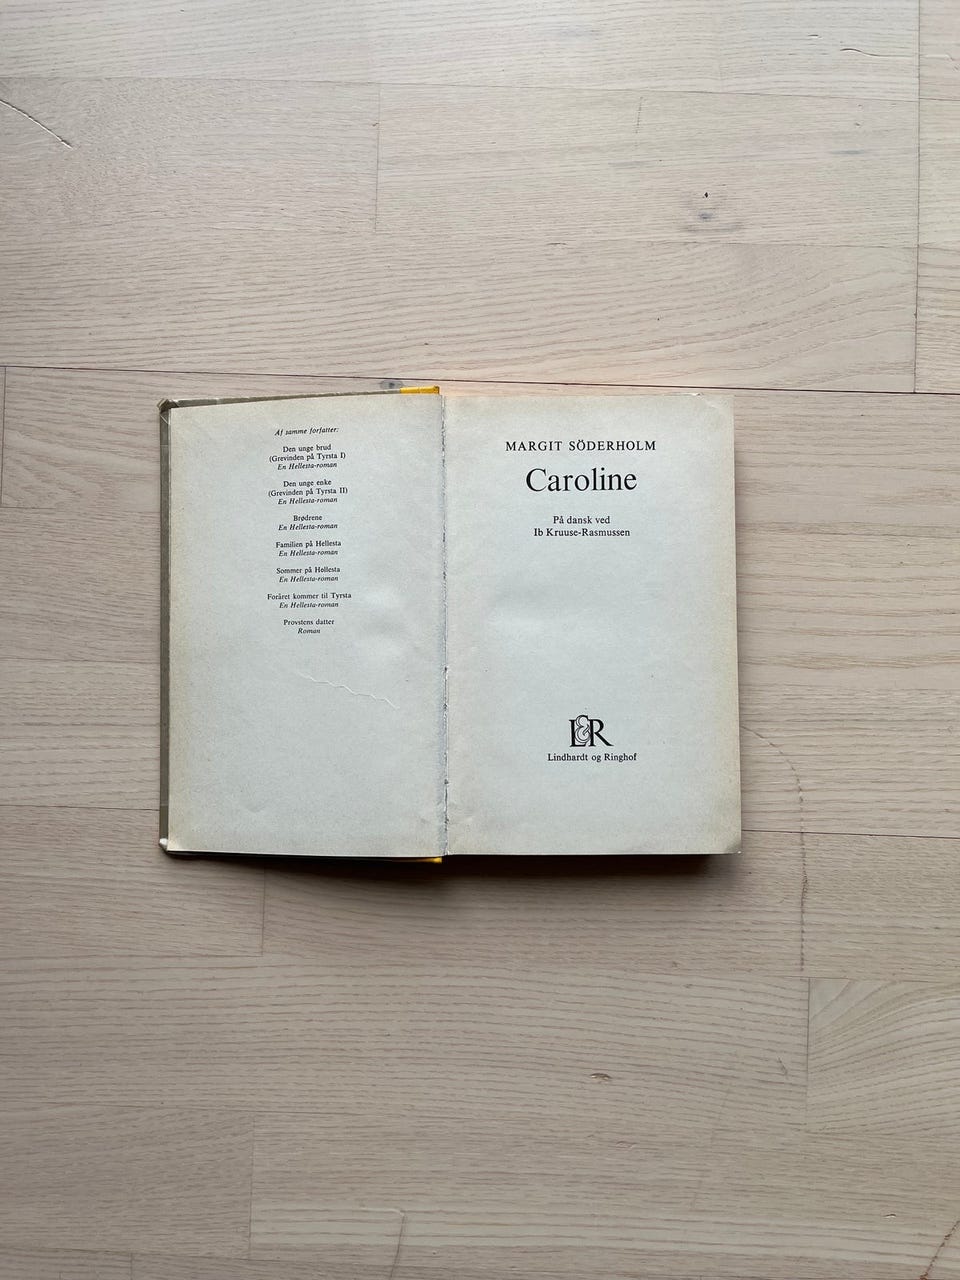 Af samme forfatter:
Den unge brud
(Grevinden på Tyrsta I)
En Hellesta-roman
Den unge enke
(Grevinden på Tyrsta II)
En Hellesta-roman
Brødrene
En Hellesta-roman
Familien på Hellesta
En Hellesta-roman
Sommer på Hellesta
En Hellesta-roman
Foråret kommer til Tyrsta
En Hellesta-roman
Provstens datter
Roman
MARGIT SÖDERHOLM
Caroline
På dansk ved
Ib Kruuse-Rasmussen
L&R
Lindhardt og Ringhof